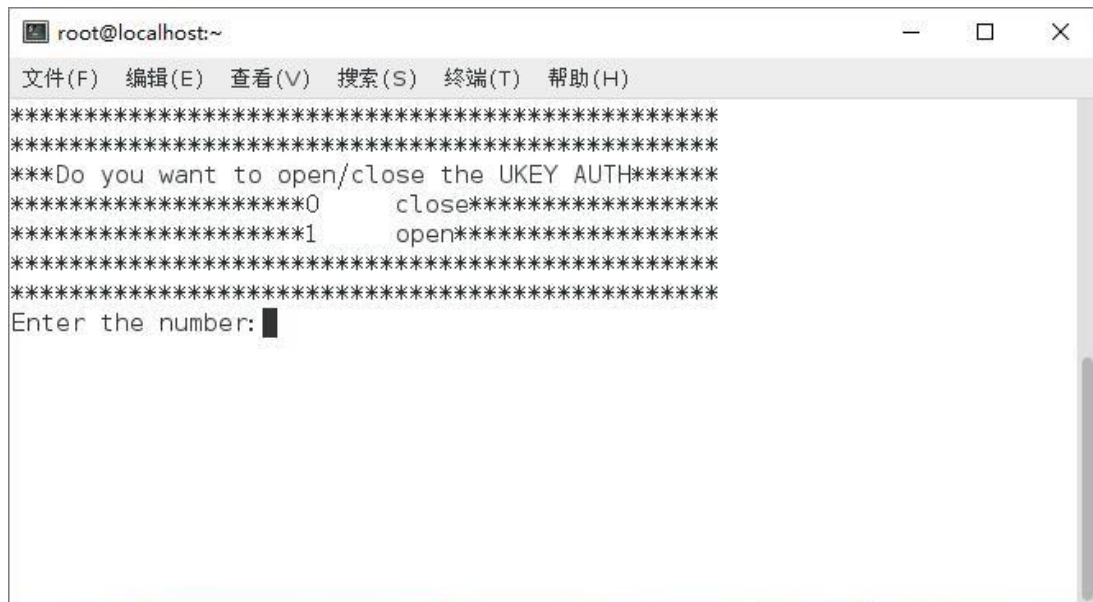 root@localhost:~
文件(F) 编辑(E) 查看(V) 搜索(S) 终端(T) 帮助(H)
************************************************
************************************************
***Do you want to open/close the UKEY AUTH******
********************0     close*****************
********************1     open******************
************************************************
************************************************
Enter the number: